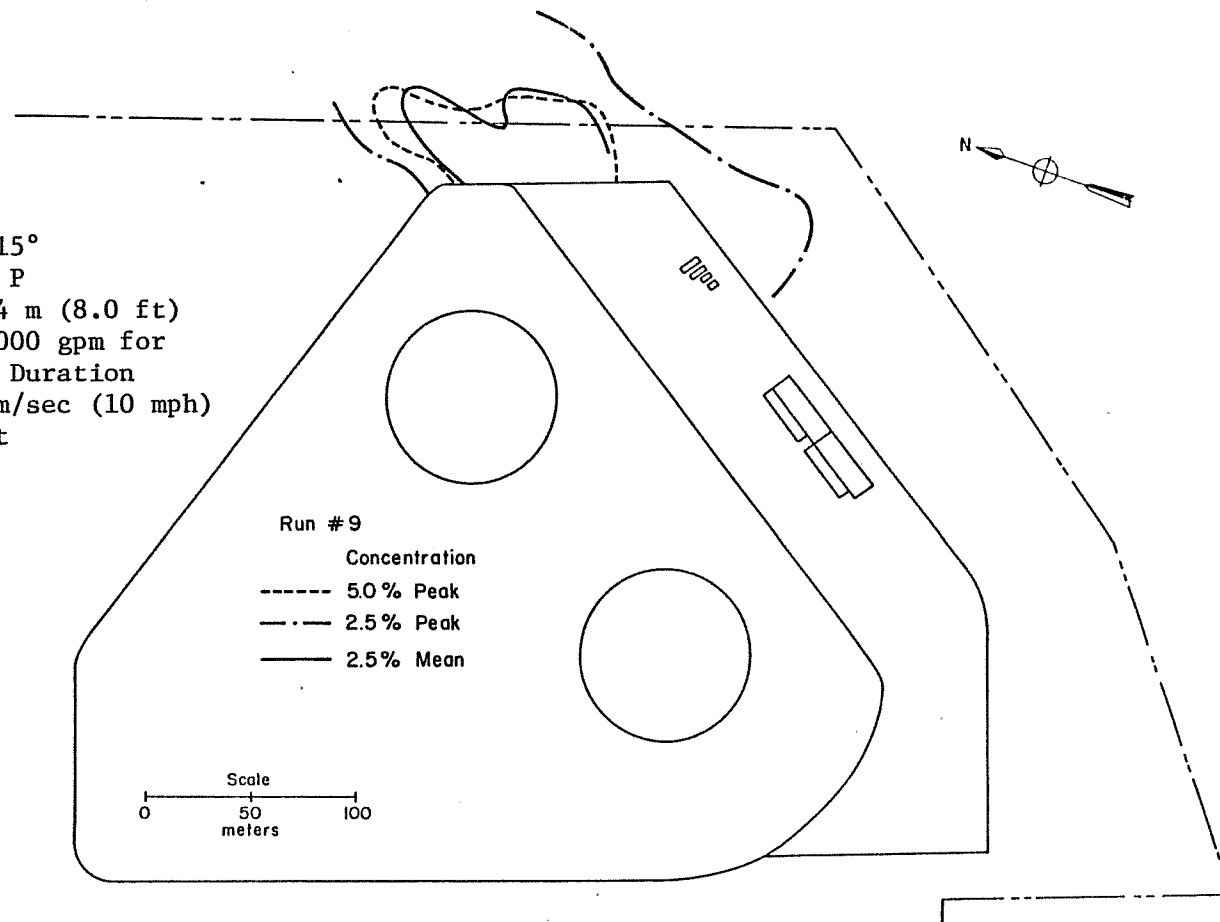 N
15°
P
4 m (8.0 ft)
000 gpm for
Duration
m/sec (10 mph)
t
Run #9
Concentration
5.0% Peak
2.5% Peak
2.5% Mean
Scale
0 50 100
meters